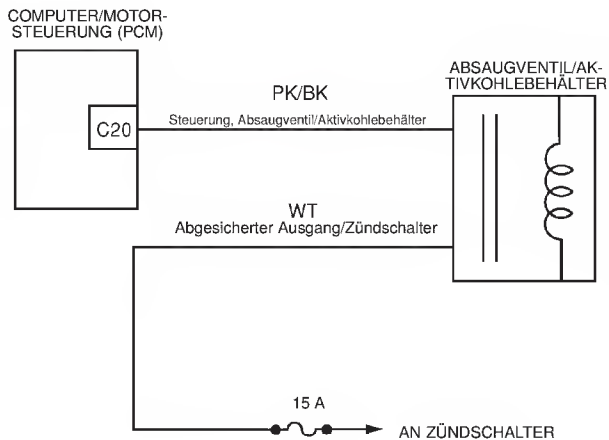 COMPUTER/MOTOR-
STEUERUNG (PCM)
C20
PK/BK
Steuerung, Absaugventil/Aktivkohlebehälter
ABSAUGVENTIL/AK-
TIVKOHLEBEHÄLTER
WT
Abgesicherter Ausgang/Zündschalter
15 A
AN ZÜNDSCHALTER